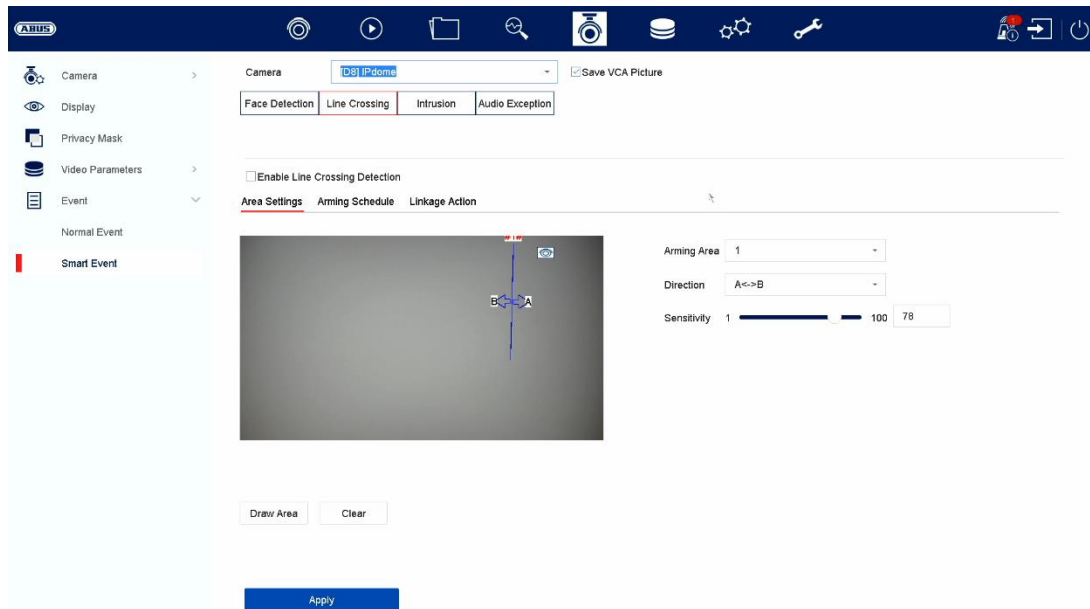 ABUS
1
Camera
Display
Privacy Mask
Video Parameters
Event
Normal Event
Smart Event
Camera [D8] IPdome Save VCA Picture
Face Detection Line Crossing Intrusion Audio Exception
Enable Line Crossing Detection
Area Settings Arming Schedule Linkage Action
#1#
B A
Arming Area 1
Direction A<->B
Sensitivity 1 100 78
Draw Area Clear
Apply